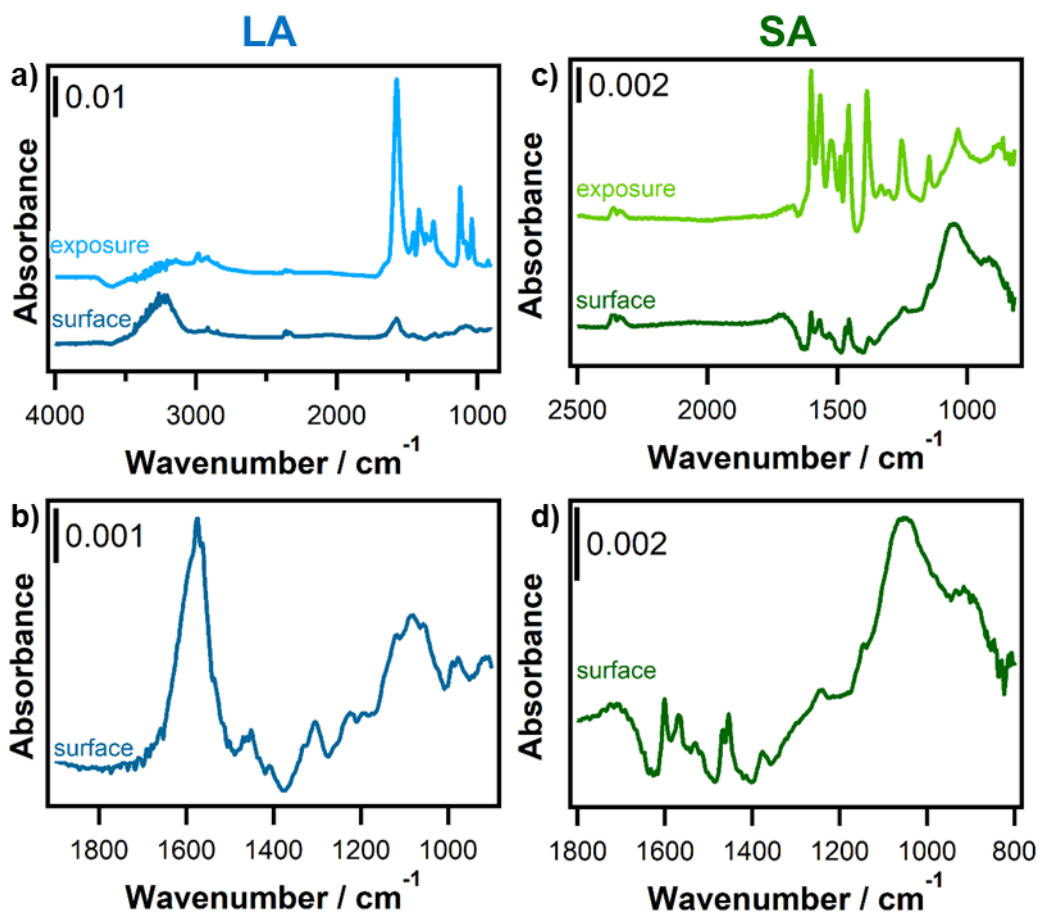 LA
SA
a)
0.01
exposure
surface
Absorbance
4000 3000 2000 1000
Wavenumber / cm⁻¹
c)
0.002
exposure
surface
Absorbance
2500 2000 1500 1000
Wavenumber / cm⁻¹
b)
0.001
surface
Absorbance
1800 1600 1400 1200 1000
Wavenumber / cm⁻¹
d)
0.002
surface
Absorbance
1800 1600 1400 1200 1000 800
Wavenumber / cm⁻¹